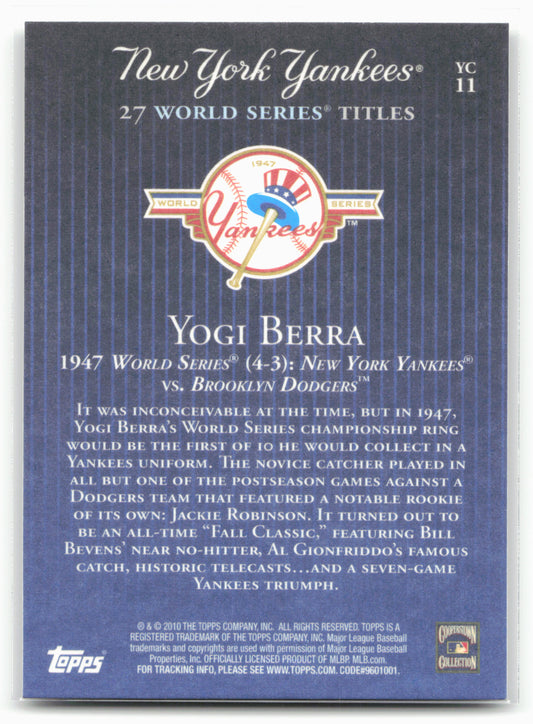 New York Yankees®
YC
11
27 WORLD SERIES® TITLES
1947
WORLD SERIES
Yankees
™
YOGI BERRA
1947 WORLD SERIES® (4-3): NEW YORK YANKEES®
VS. BROOKLYN DODGERS™
IT WAS INCONCEIVABLE AT THE TIME, BUT IN 1947,
YOGI BERRA'S WORLD SERIES CHAMPIONSHIP RING
WOULD BE THE FIRST OF 10 HE WOULD COLLECT IN A
YANKEES UNIFORM. THE NOVICE CATCHER PLAYED IN
ALL BUT ONE OF THE POSTSEASON GAMES AGAINST A
DODGERS TEAM THAT FEATURED A NOTABLE ROOKIE
OF ITS OWN: JACKIE ROBINSON. IT TURNED OUT TO
BE AN ALL-TIME “FALL CLASSIC,” FEATURING BILL
BEVENS' NEAR NO-HITTER, AL GIONFRIDDO'S FAMOUS
CATCH, HISTORIC TELECASTS...AND A SEVEN-GAME
YANKEES TRIUMPH.
® & © 2010 THE TOPPS COMPANY, INC. ALL RIGHTS RESERVED. TOPPS IS A
REGISTERED TRADEMARK OF THE TOPPS COMPANY, INC. Major League Baseball
trademarks and copyrights are used with permission of Major League Baseball
Properties, Inc. OFFICIALLY LICENSED PRODUCT OF MLBP. MLB.com.
FOR TRACKING INFO, PLEASE SEE WWW.TOPPS.COM. CODE#9601001.
topps
COOPERSTOWN
COLLECTION